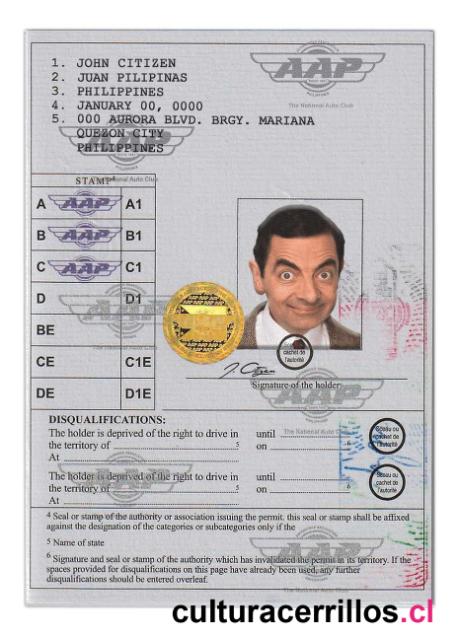 AAP
The National Auto Club
1. JOHN CITIZEN
2. JUAN PILIPINAS
3. PHILIPPINES
4. JANUARY 00, 0000
5. 000 AURORA BLVD. BRGY. MARIANA
QUEZON CITY
PHILIPPINES
STAMP
A AAP A1
B AAP B1
C AAP C1
D D1
BE
CE C1E
DE D1E
cachet de
l'autorité
J. Citizen
Signature of the holder
DISQUALIFICATIONS:
The holder is deprived of the right to drive in until
the territory of 5 on 6
At
Sceau ou
cachet de
l'autorité
The holder is deprived of the right to drive in until
the territory of 5 on 6
At
Sceau ou
cachet de
l'autorité
4 Seal or stamp of the authority or association issuing the permit. this seal or stamp shall be affixed
against the designation of the categories or subcategories only if the
5 Name of state
6 Signature and seal or stamp of the authority which has invalidated the permit in its territory. If the
spaces provided for disqualifications on this page have already been used, any further
disqualifications should be entered overleaf.
culturacerrillos.cl